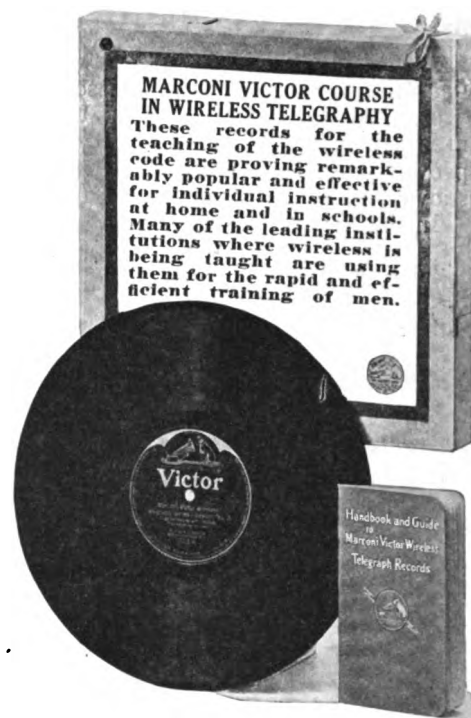 MARCONI VICTOR COURSE
IN WIRELESS TELEGRAPHY
These records for the
teaching of the wireless
code are proving remark-
ably popular and effective
for individual instruction
at home and in schools.
Many of the leading insti-
tutions where wireless is
being taught are using
them for the rapid and ef-
ficient training of men.
Victor
Handbook and Guide
to
Marconi Victor Wireless
Telegraph Records